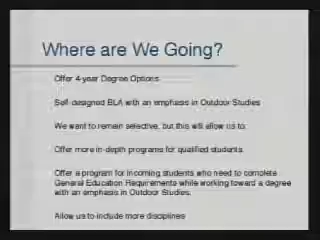 Where are We Going?
Offer 4-year Degree Options
Self-designed BLA with an emphasis in Outdoor Studies
We want to remain selective, but this will allow us to:
Offer more in-depth programs for qualified students
Offer a program for incoming students who need to complete
General Education Requirements while working toward a degree
with an emphasis in Outdoor Studies.
Allow us to include more disciplines